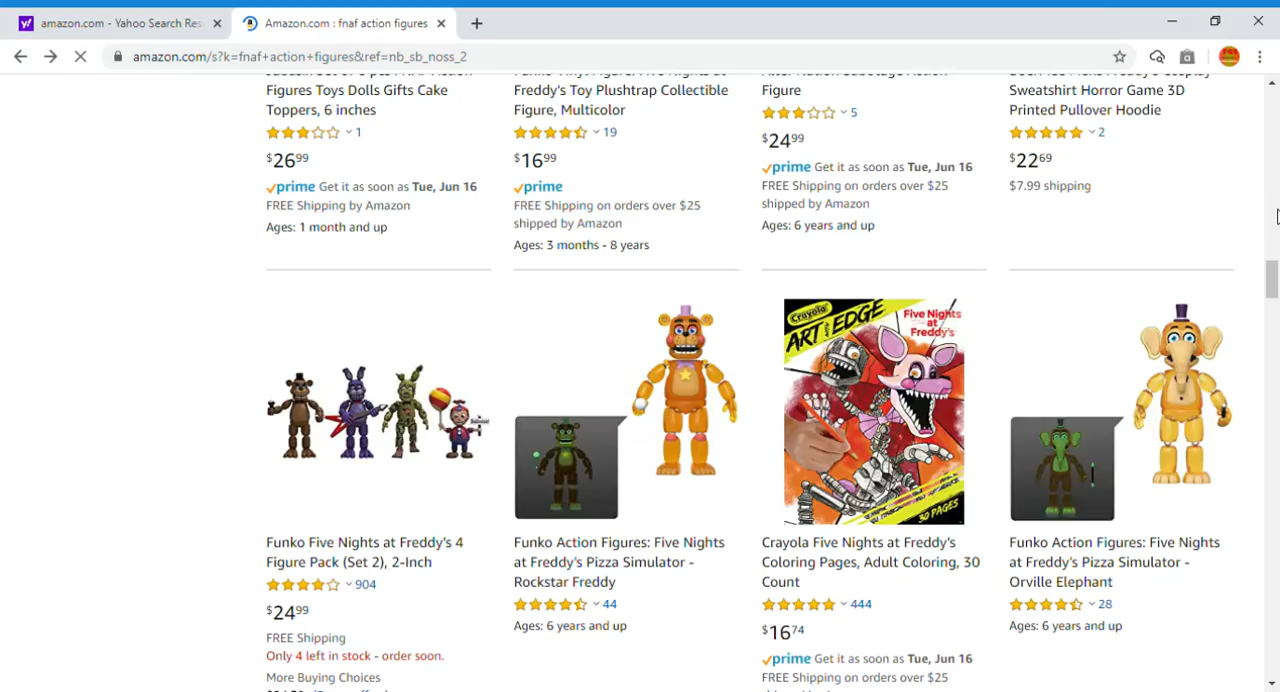 amazon.com - Yahoo Search Res
Amazon.com : fnaf action figures
amazon.com/s?k=fnaf+action+figures&ref=nb_sb_noss_2
Figures Toys Dolls Gifts Cake
Toppers, 6 inches
1
$26.99
prime Get it as soon as Tue, Jun 16
FREE Shipping by Amazon
Ages: 1 month and up
Freddy's Toy Plushtrap Collectible
Figure, Multicolor
19
$16.99
prime
FREE Shipping on orders over $25
shipped by Amazon
Ages: 3 months - 8 years
Figure
5
$24.99
prime Get it as soon as Tue, Jun 16
FREE Shipping on orders over $25
shipped by Amazon
Ages: 6 years and up
Sweatshirt Horror Game 3D
Printed Pullover Hoodie
2
$22.69
$7.99 shipping
Funko Five Nights at Freddy's 4
Figure Pack (Set 2), 2-Inch
904
$24.99
FREE Shipping
Only 4 left in stock - order soon.
More Buying Choices
Funko Action Figures: Five Nights
at Freddy's Pizza Simulator -
Rockstar Freddy
44
Ages: 6 years and up
Crayola
ART with EDGE
Five Nights
at
Freddy's
30 PAGES
Crayola Five Nights at Freddy's
Coloring Pages, Adult Coloring, 30
Count
444
$16.74
prime Get it as soon as Tue, Jun 16
FREE Shipping on orders over $25
Funko Action Figures: Five Nights
at Freddy's Pizza Simulator -
Orville Elephant
28
Ages: 6 years and up